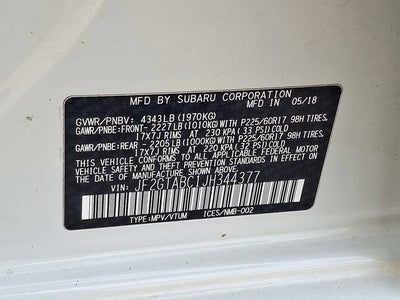 MFD BY SUBARU CORPORATION
MADE IN 05/18
GVWR/PNBV: 4343LB (1970KG)
GAWR/PNBE:FRONT- 2227LB (1010KG)WITH P225/60R17 98H TIRES,
17X7J RIMS AT 230 KPA( 33 PSI)COLD
GAWR/PNBE:REAR - 2205LB (1000KG)WITH P225/60R17 98H TIRES,
17X7J RIMS AT 220 KPA( 32 PSI)COLD
THIS VEHICLE CONFORMS TO ALL APPLICABLE FEDERAL MOTOR
VEHICLE SAFETY AND THEFT PREVENTION STANDARDS IN
EFFECT ON THE DATE OF MANUFACTURE SHOWN ABOVE.
VIN: JF2GTABC1JH344377
TYPE:MPV/VTUM ICES/NMB-002